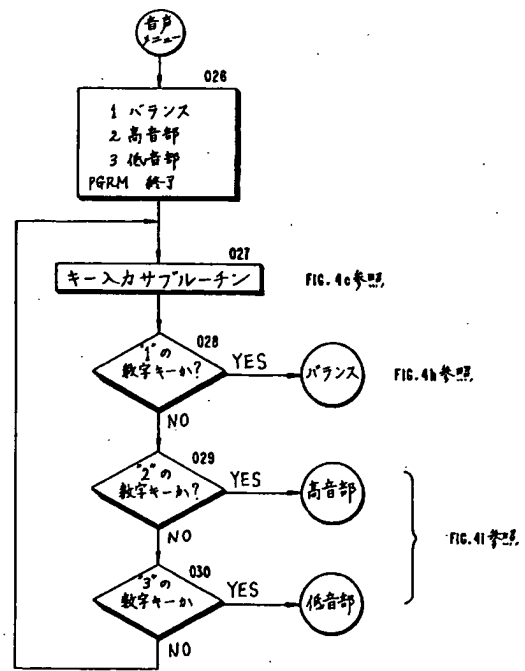 音声
メニュー
026
1 バランス
2 高音部
3 低音部
PGRM 終了
027
キー入力サブルーチン
FIG. 4c参照
028
"1"の
数字キーか?
YES
バランス
FIG.4h参照
NO
029
"2"の
数字キーか?
YES
高音部
NO
FIG.4i参照
030
"3"の
数字キーか
YES
低音部
NO